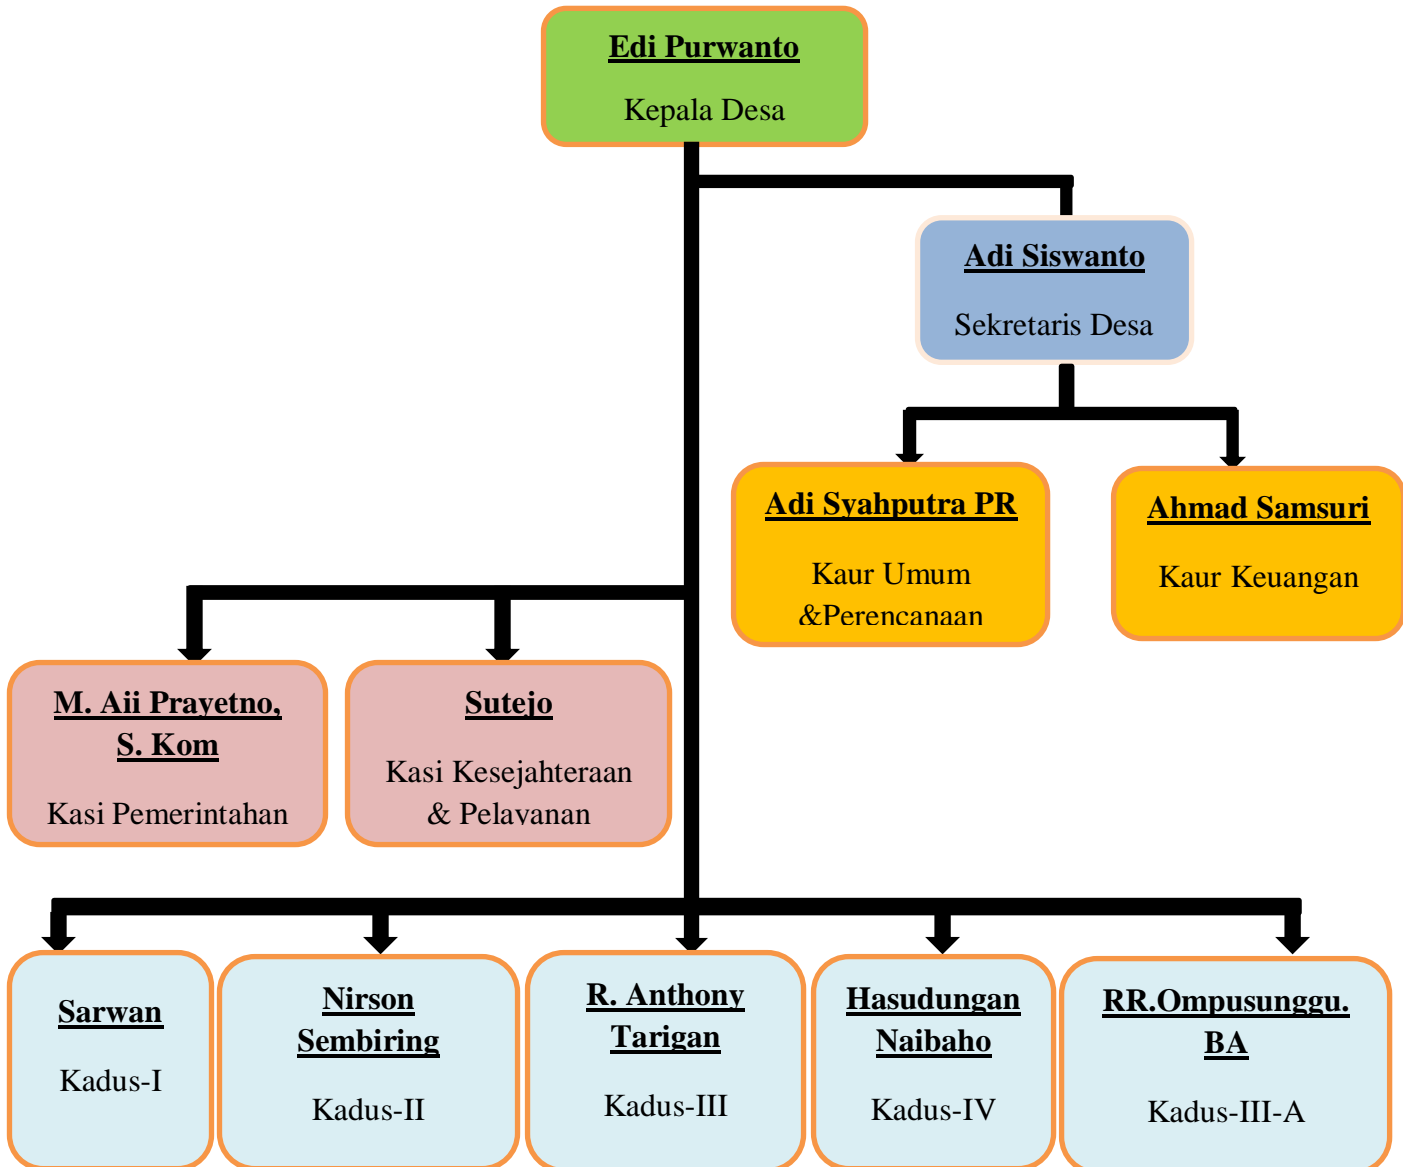 Edi Purwanto
Kepala Desa
Adi Siswanto
Sekretaris Desa
Adi Syahputra PR
Kaur Umum
&Perencanaan
Ahmad Samsuri
Kaur Keuangan
M. Aji Prayetno,
S. Kom
Kasi Pemerintahan
Sutejo
Kasi Kesejahteraan
& Pelayanan
Sarwan
Kadus-I
Nirson
Sembiring
Kadus-II
R. Anthony
Tarigan
Kadus-III
Hasudungan
Naibaho
Kadus-IV
RR.Ompusunggu.
BA
Kadus-III-A